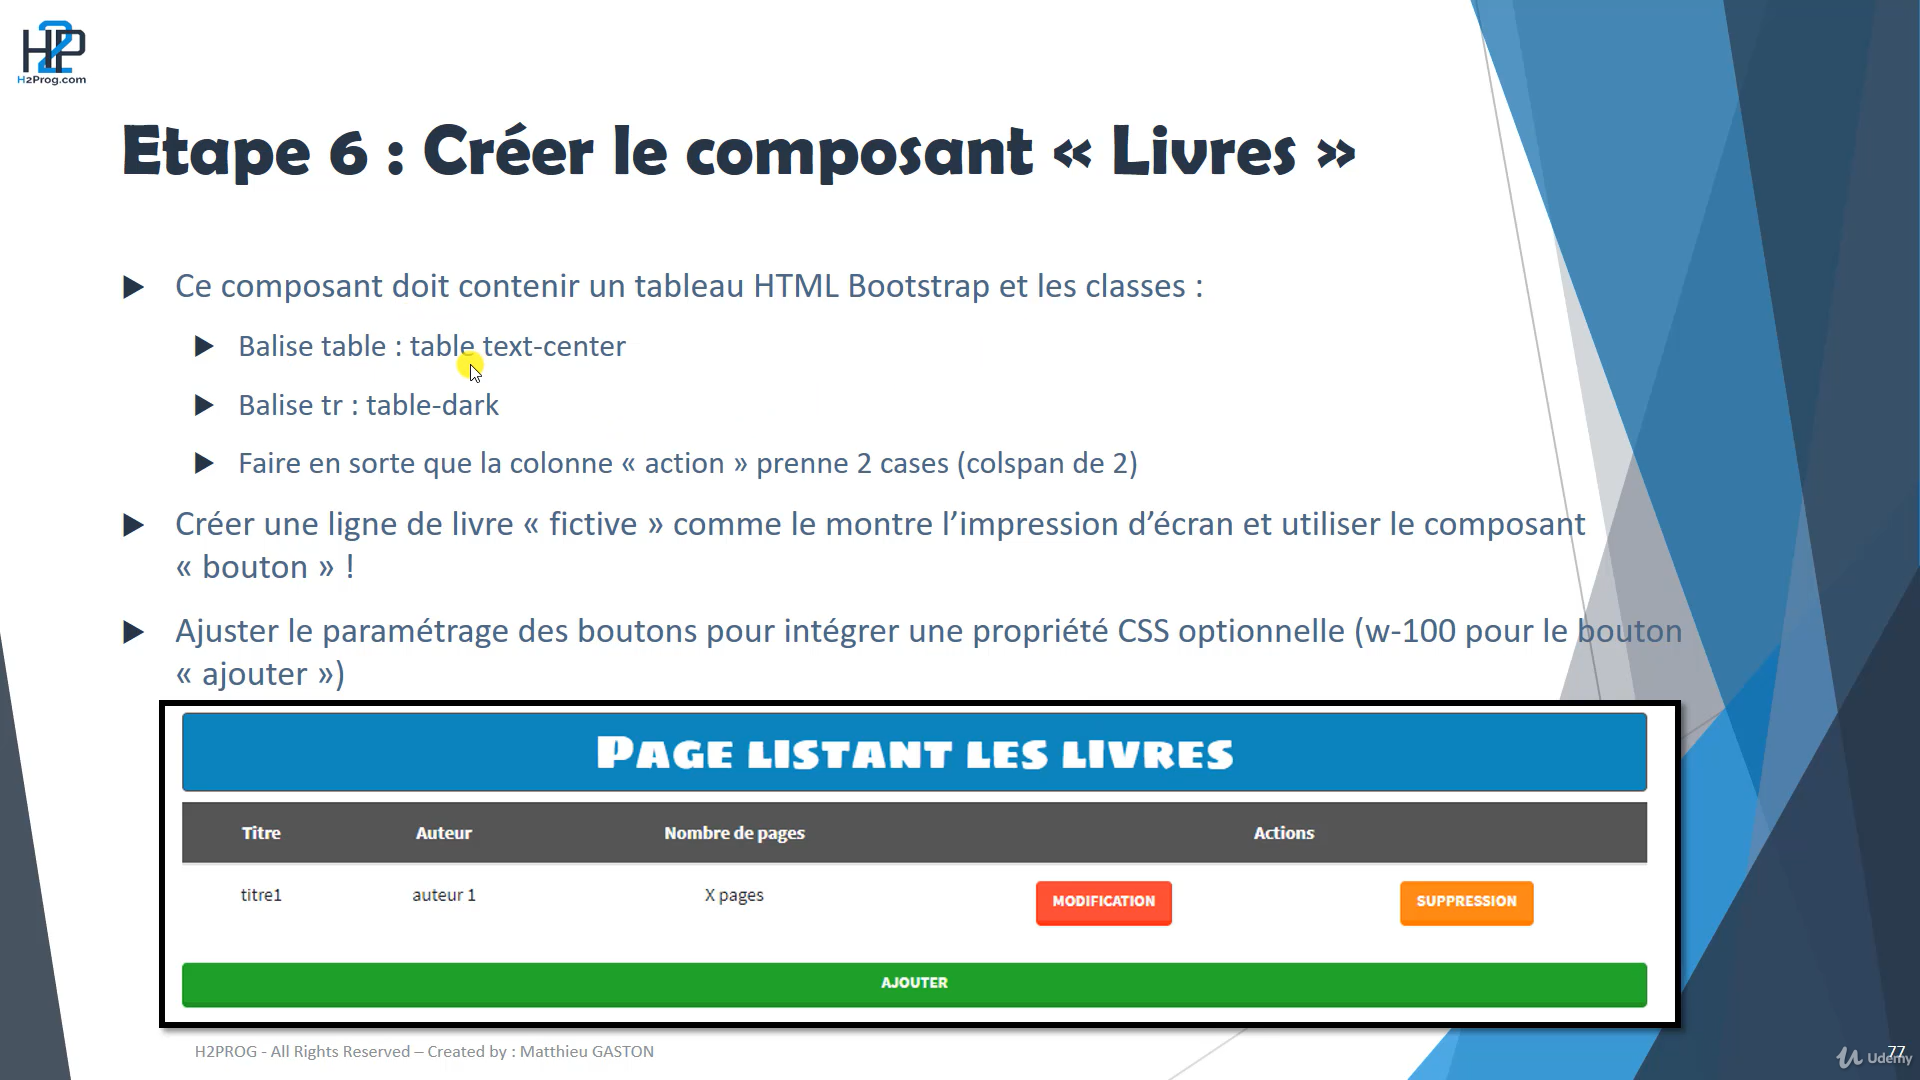 H2P
H2Prog.com
Etape 6 : Créer le composant « Livres »
Ce composant doit contenir un tableau HTML Bootstrap et les classes :
Balise table : table text-center
Balise tr : table-dark
Faire en sorte que la colonne « action » prenne 2 cases (colspan de 2)
Créer une ligne de livre « fictive » comme le montre l’impression d’écran et utiliser le composant
« bouton » !
Ajuster le paramétrage des boutons pour intégrer une propriété CSS optionnelle (w-100 pour le bouton
« ajouter »)
Page listant les livres
Titre Auteur Nombre de pages Actions
titre1 auteur 1 X pages MODIFICATION SUPPRESSION
AJOUTER
H2PROG - All Rights Reserved – Created by : Matthieu GASTON
77
Udemy